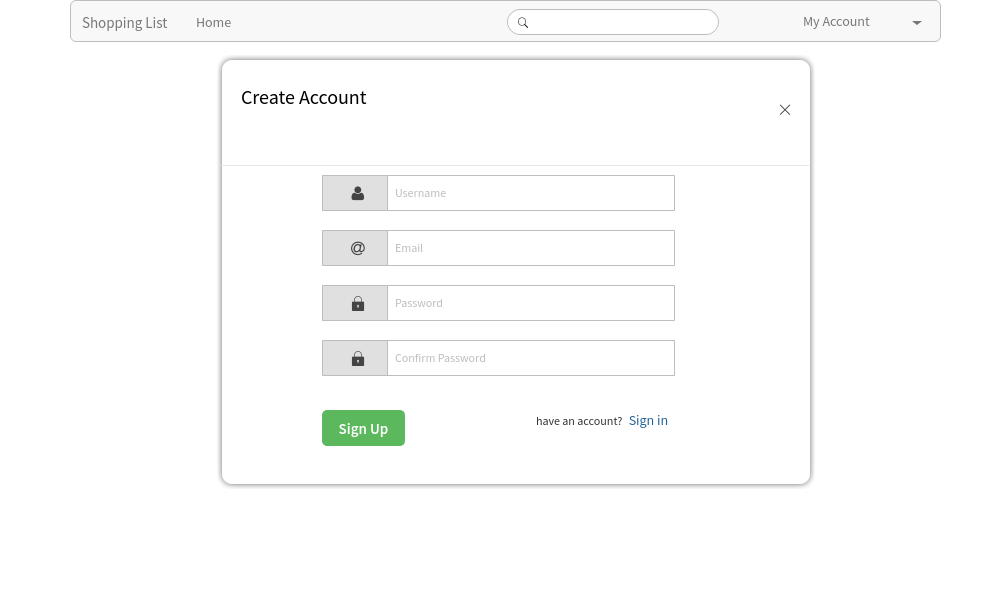 Shopping List Home My Account
Create Account
Username
@ Email
Password
Confirm Password
Sign Up have an account? Sign in